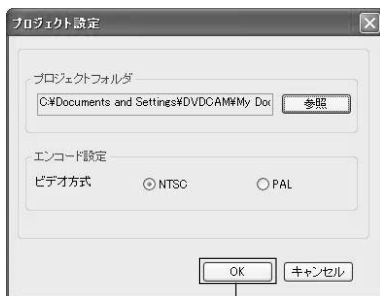 プロジェクト設定
プロジェクトフォルダ
C:¥Documents and Settings¥DVDCAM¥My Doc
参照
エンコード設定
ビデオ方式 NTSC PAL
OK キャンセル